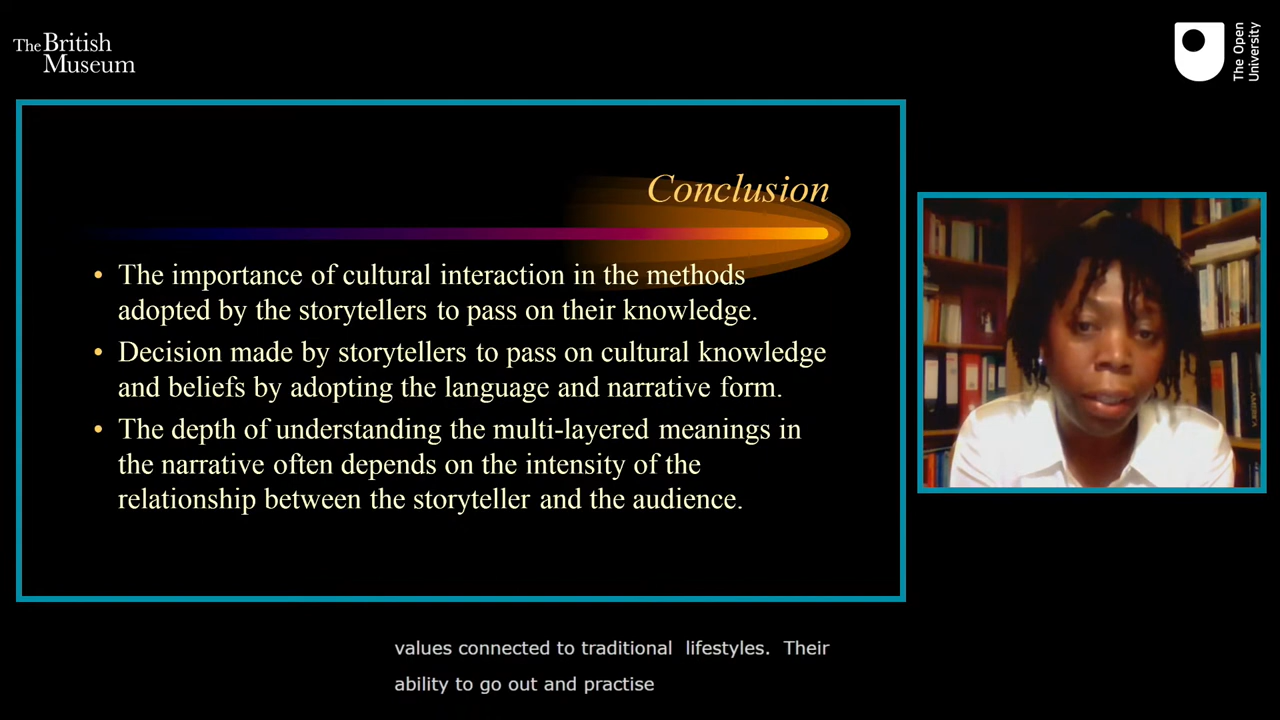 The British
Museum
The Open
University
Conclusion
• The importance of cultural interaction in the methods
adopted by the storytellers to pass on their knowledge.
• Decision made by storytellers to pass on cultural knowledge
and beliefs by adopting the language and narrative form.
• The depth of understanding the multi-layered meanings in
the narrative often depends on the intensity of the
relationship between the storyteller and the audience.
values connected to traditional lifestyles. Their
ability to go out and practise